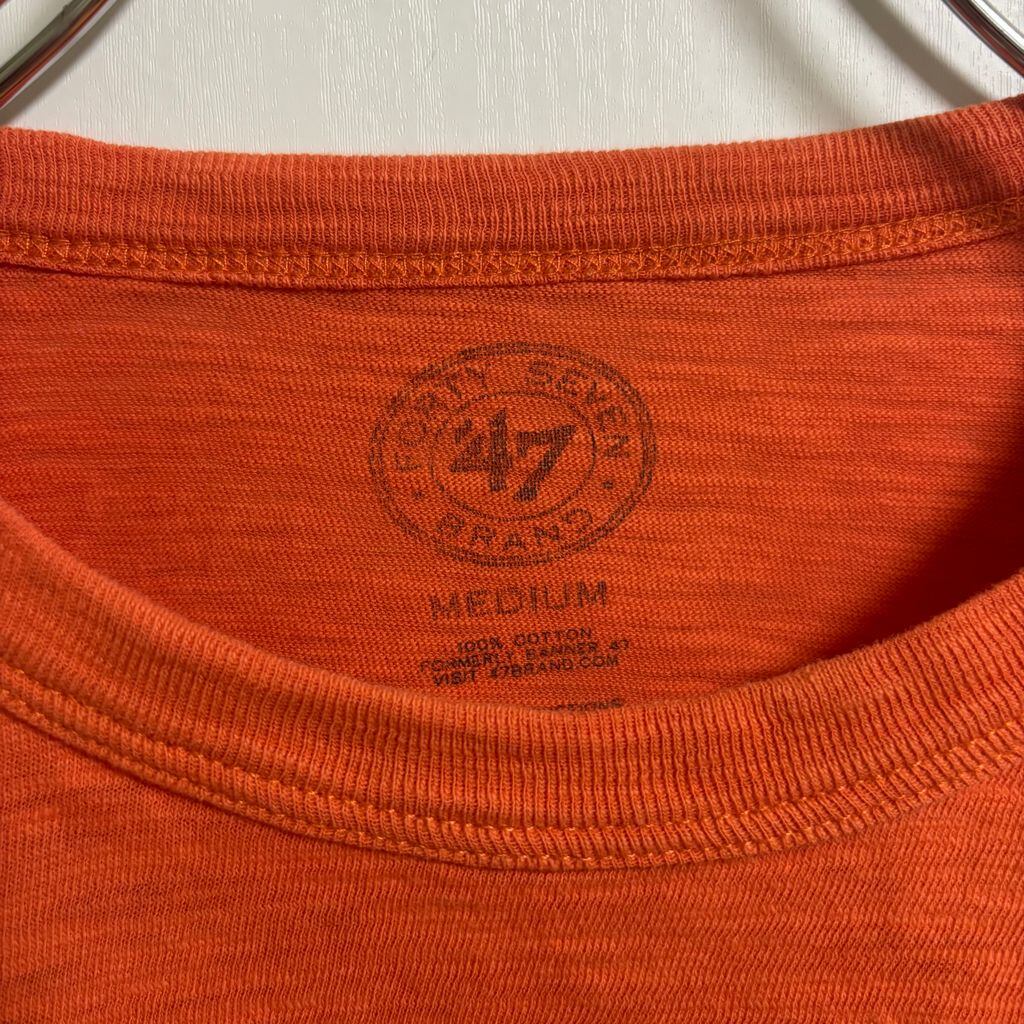 FORTY SEVEN
47
BRAND
MEDIUM
100% COTTON
FORMERLY BANNER 47
VISIT 47BRAND.COM